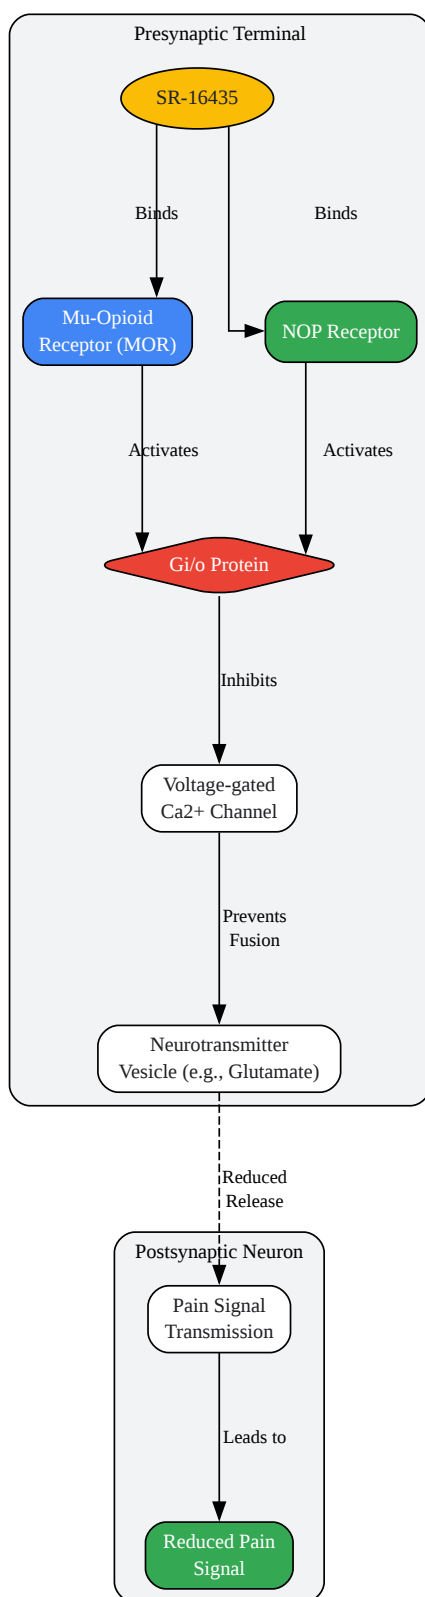 Presynaptic Terminal
SR-16435
Binds
Binds
Mu-Opioid
Receptor (MOR)
NOP Receptor
Activates
Activates
Gi/o Protein
Inhibits
Voltage-gated
Ca2+ Channel
Prevents
Fusion
Neurotransmitter
Vesicle (e.g., Glutamate)
Reduced
Release
Postsynaptic Neuron
Pain Signal
Transmission
Leads to
Reduced Pain
Signal